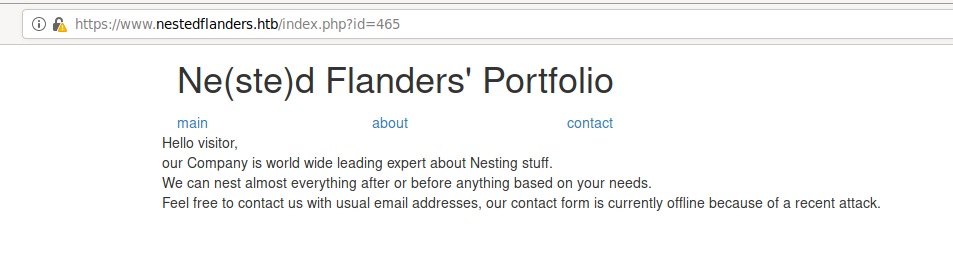 https://www.nestedflanders.htb/index.php?id=465
Ne(ste)d Flanders' Portfolio
main about contact
Hello visitor,
our Company is world wide leading expert about Nesting stuff.
We can nest almost everything after or before anything based on your needs.
Feel free to contact us with usual email addresses, our contact form is currently offline because of a recent attack.